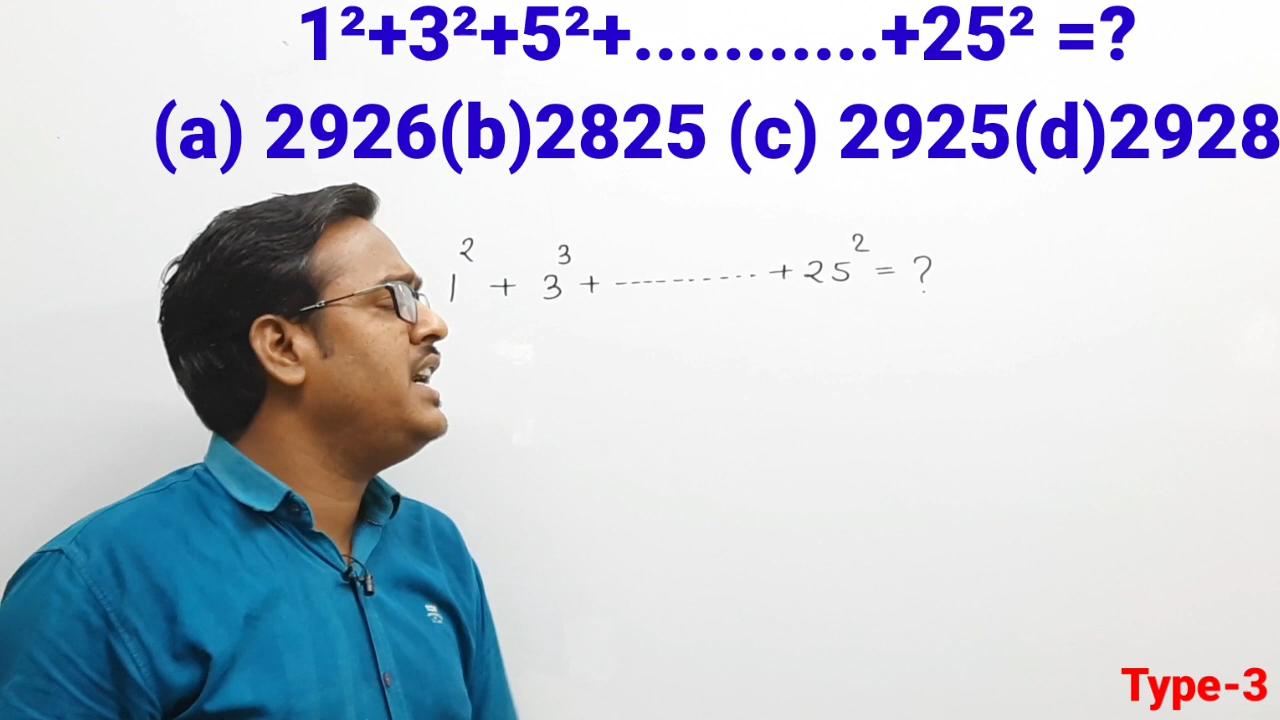 1²+3²+5²+...........+25² =?
(a) 2926(b)2825 (c) 2925(d)2928
1² + 3³ + ---------- + 25² = ?
Type-3